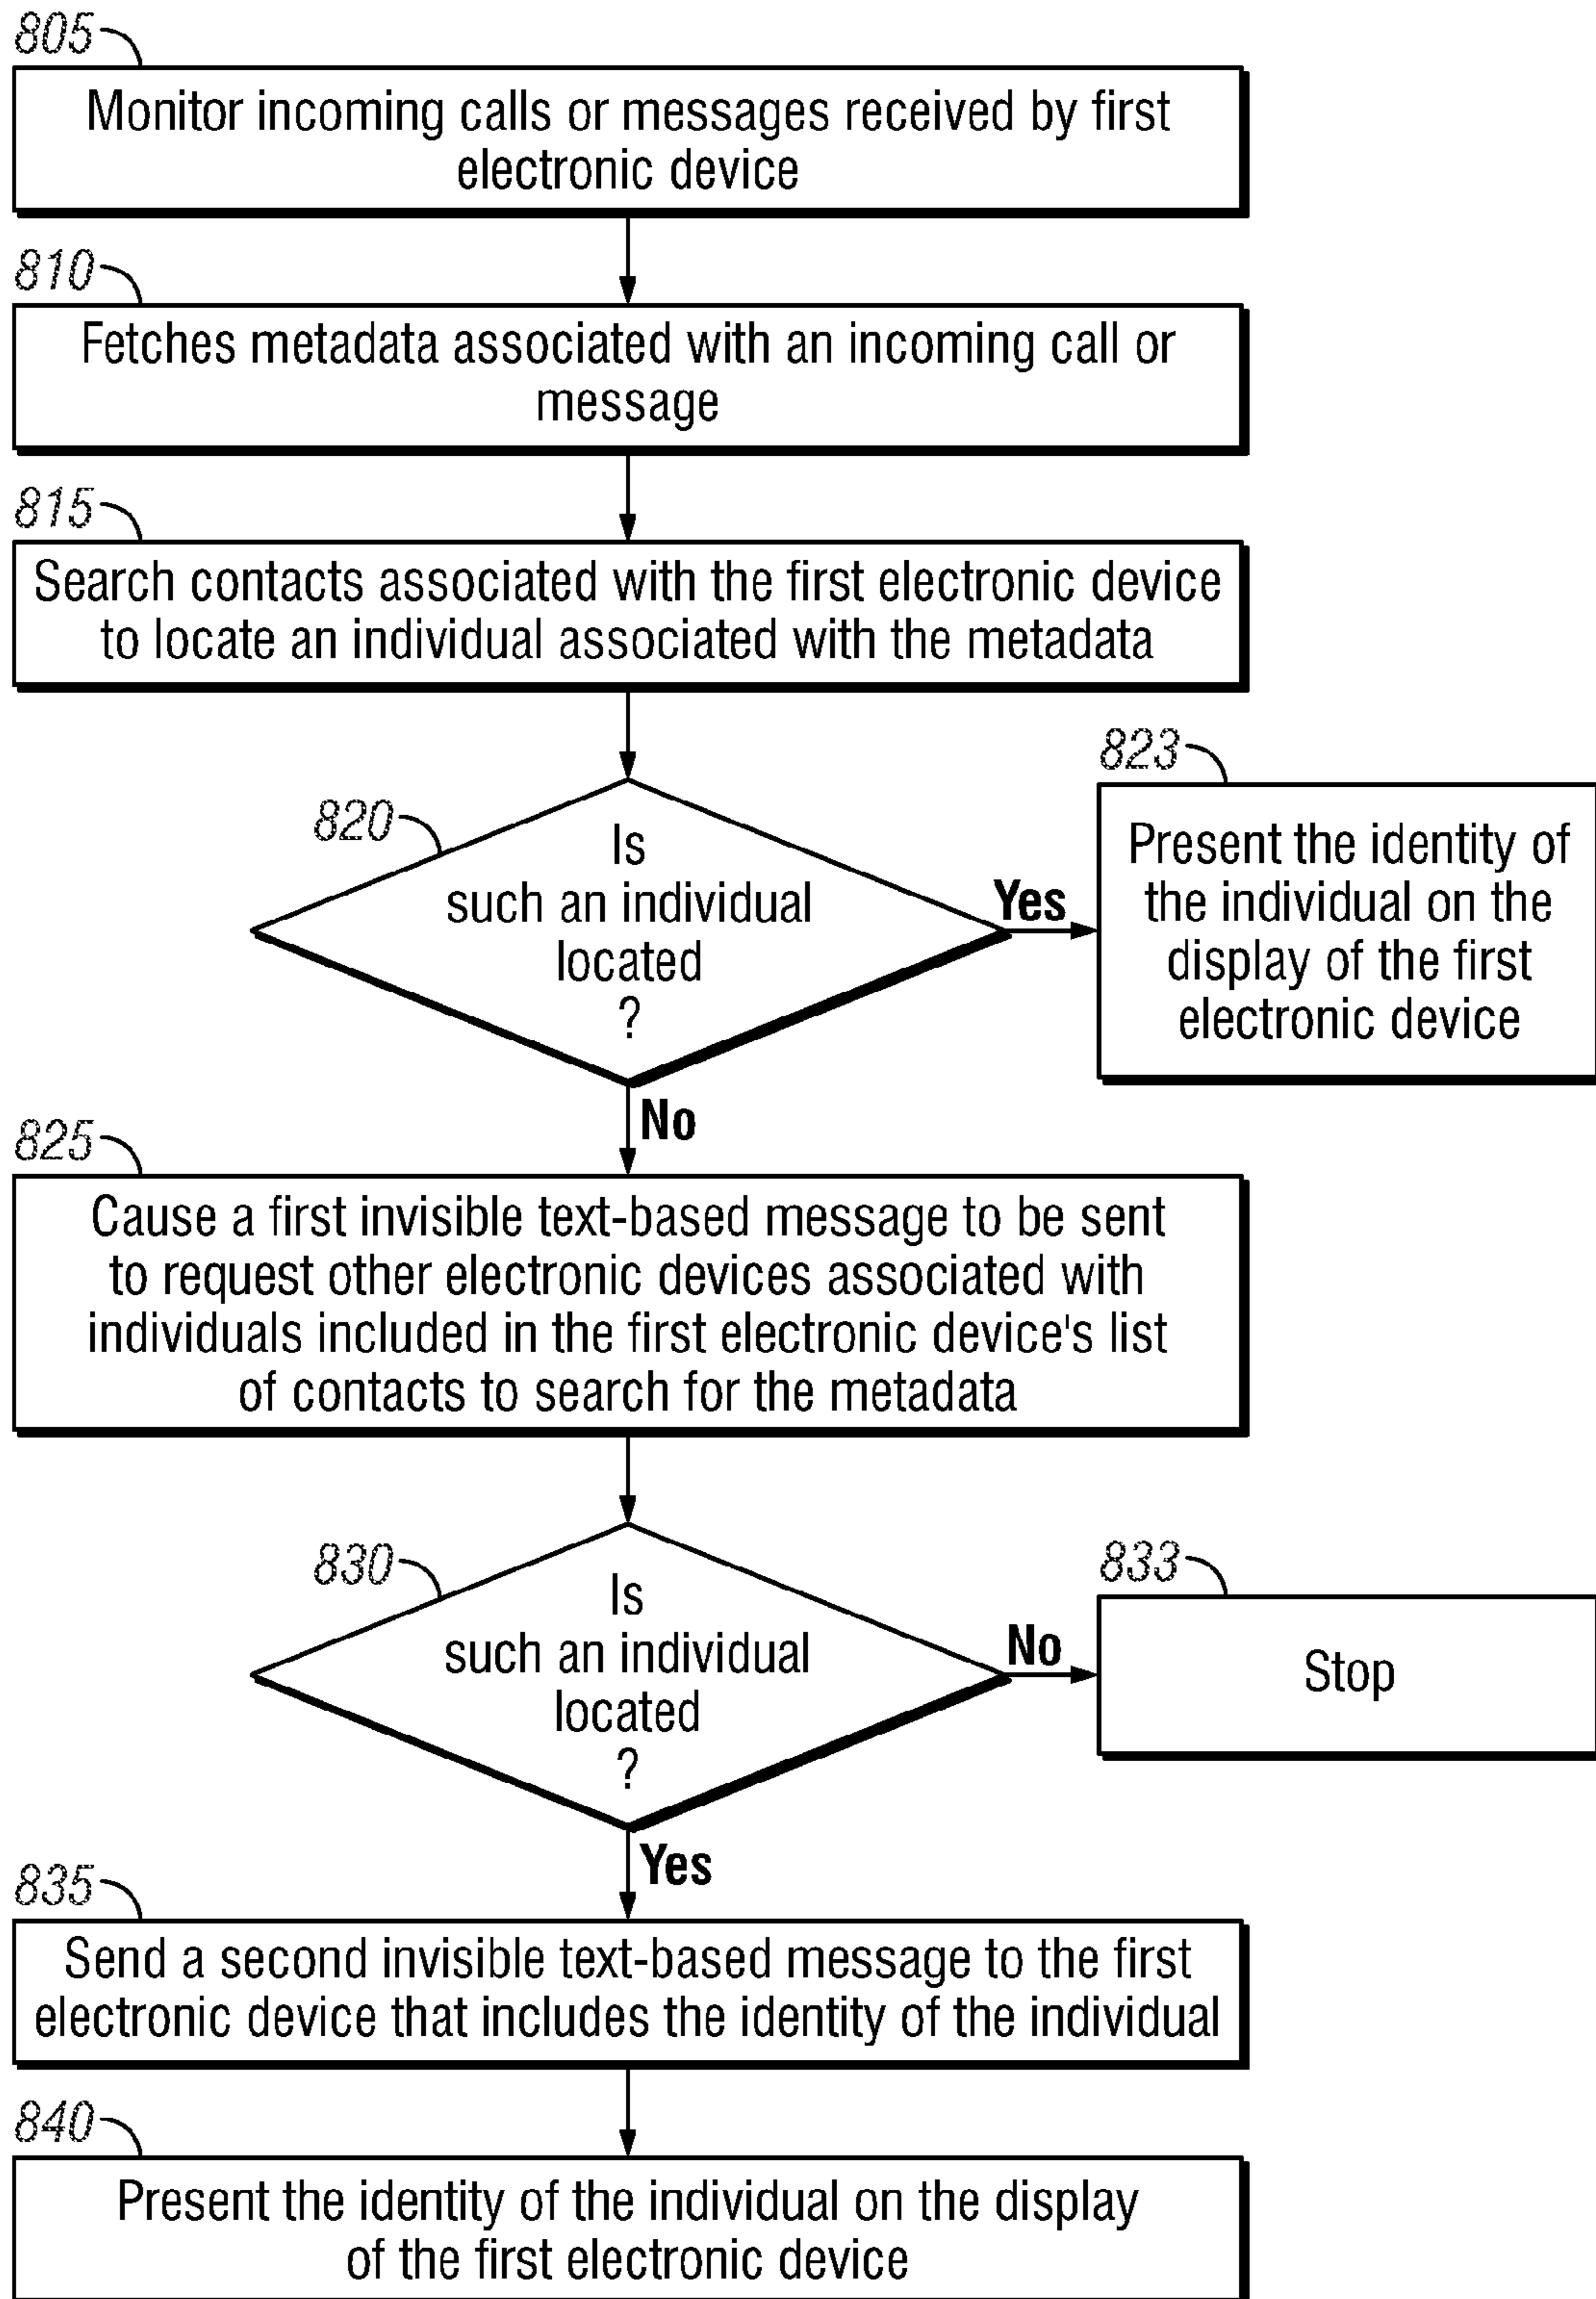 805
Monitor incoming calls or messages received by first
electronic device
810
Fetches metadata associated with an incoming call or
message
815
Search contacts associated with the first electronic device
to locate an individual associated with the metadata
820
Is
such an individual
located
?
Yes
823
Present the identity of
the individual on the
display of the first
electronic device
No
825
Cause a first invisible text-based message to be sent
to request other electronic devices associated with
individuals included in the first electronic device's list
of contacts to search for the metadata
830
Is
such an individual
located
?
No
833
Stop
Yes
835
Send a second invisible text-based message to the first
electronic device that includes the identity of the individual
840
Present the identity of the individual on the display
of the first electronic device